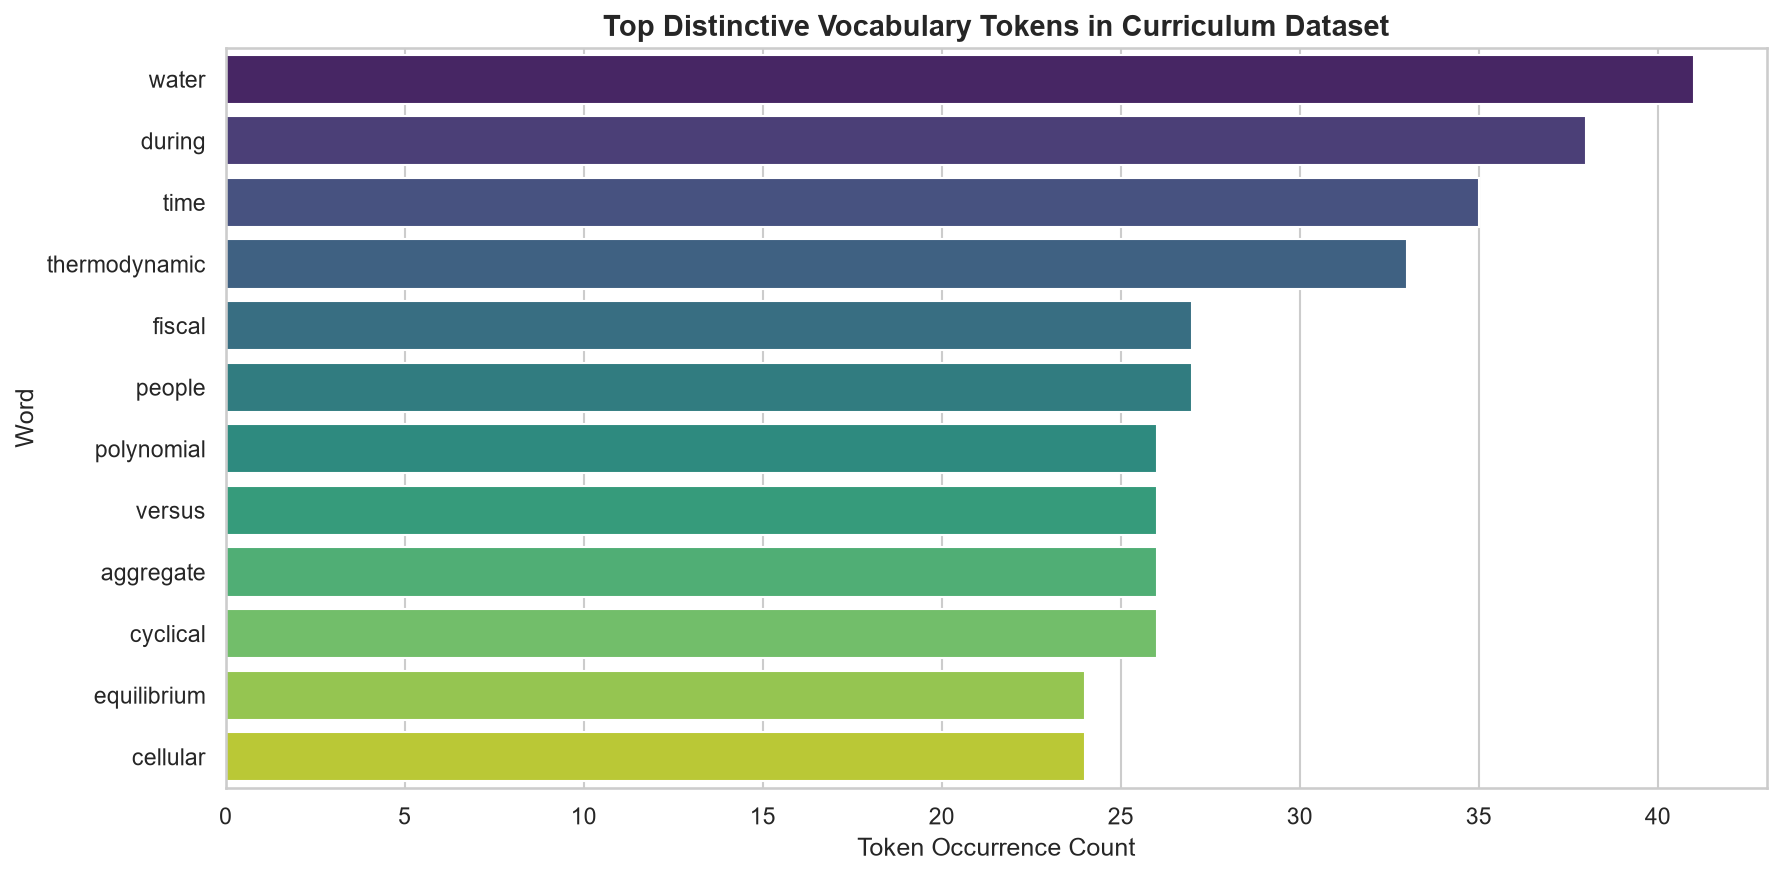 Top Distinctive Vocabulary Tokens in Curriculum Dataset
water
during
time
thermodynamic
fiscal
people
polynomial
versus
aggregate
cyclical
equilibrium
cellular
Word
0 5 10 15 20 25 30 35 40
Token Occurrence Count